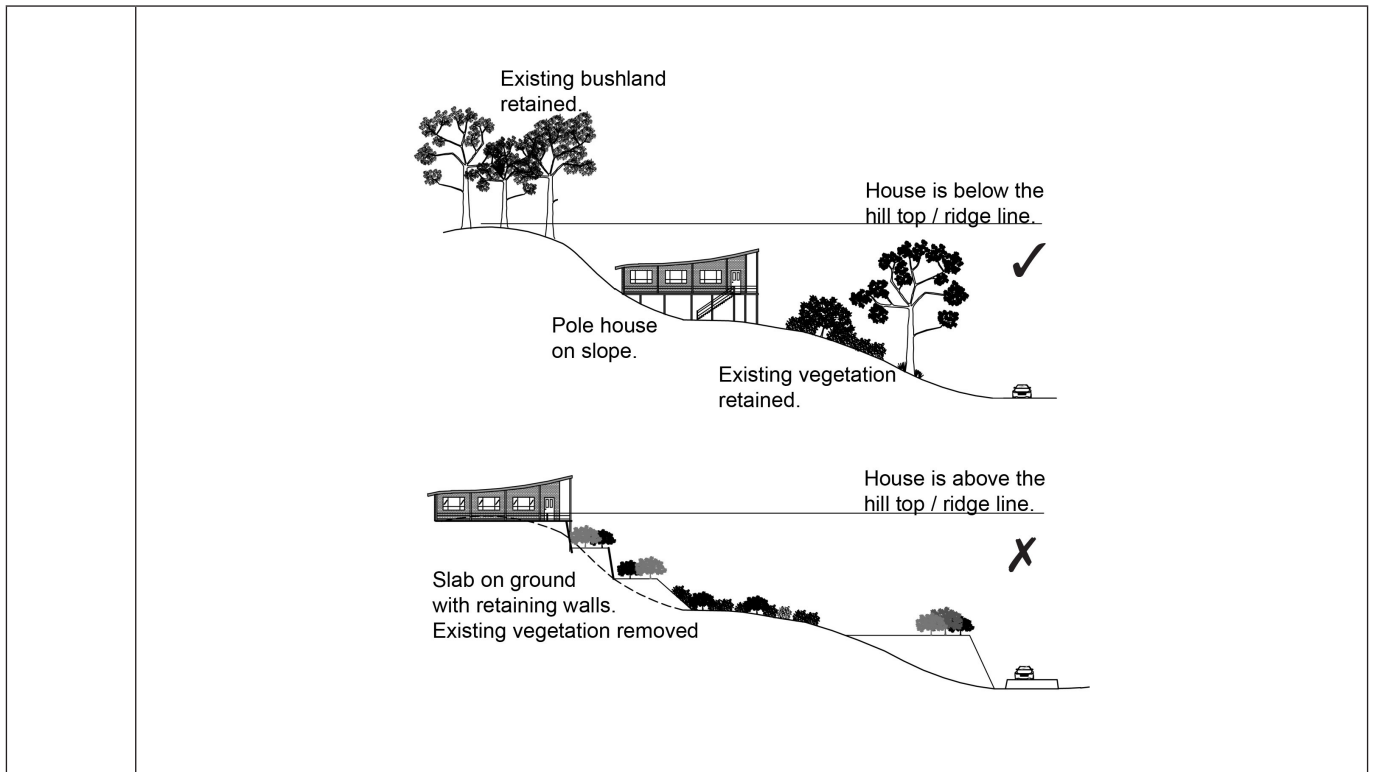 Existing bushland
retained.
House is below the
hill top / ridge line.
✓
Pole house
on slope.
Existing vegetation
retained.
House is above the
hill top / ridge line.
✗
Slab on ground
with retaining walls.
Existing vegetation removed